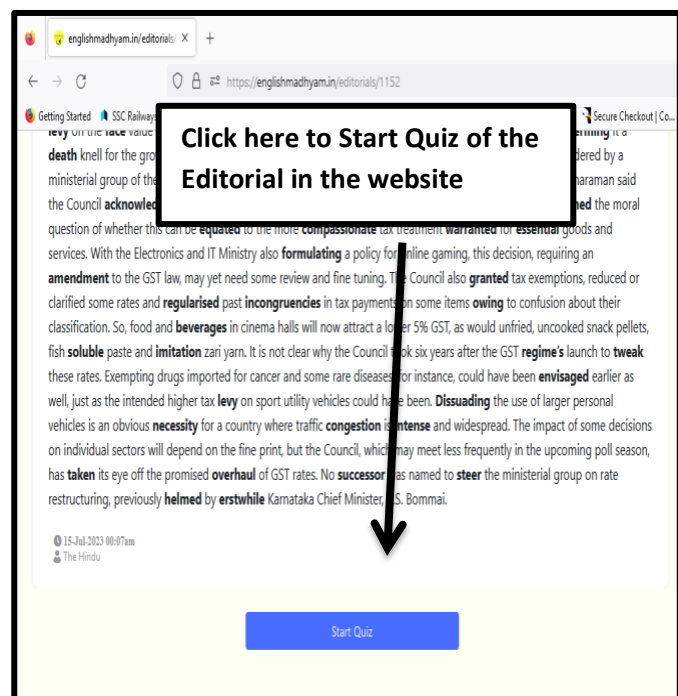 englishmadhyam.in/editorials/ X +
https://englishmadhyam.in/editorials/1152
Getting Started SSC Railway Secure Checkout | Co...
Click here to Start Quiz of the
Editorial in the website
levy on the face value it a
death knell for the gro dered by a
ministerial group of the haraman said
the Council acknowled the moral
question of whether this can be equated to the more compassionate tax treatment warranted for essential goods and
services. With the Electronics and IT Ministry also formulating a policy for online gaming, this decision, requiring an
amendment to the GST law, may yet need some review and fine tuning. The Council also granted tax exemptions, reduced or
clarified some rates and regularised past incongruencies in tax payments on some items owing to confusion about their
classification. So, food and beverages in cinema halls will now attract a lower 5% GST, as would unfried, uncooked snack pellets,
fish soluble paste and imitation zari yarn. It is not clear why the Council took six years after the GST regime's launch to tweak
these rates. Exempting drugs imported for cancer and some rare diseases, for instance, could have been envisaged earlier as
well, just as the intended higher tax levy on sport utility vehicles could have been. Dissuading the use of larger personal
vehicles is an obvious necessity for a country where traffic congestion is intense and widespread. The impact of some decisions
on individual sectors will depend on the fine print, but the Council, which may meet less frequently in the upcoming poll season,
has taken its eye off the promised overhaul of GST rates. No successor was named to steer the ministerial group on rate
restructuring, previously helmed by erstwhile Karnataka Chief Minister, S. Bommai.
15-Jul-2023 00:07am
The Hindu
Start Quiz